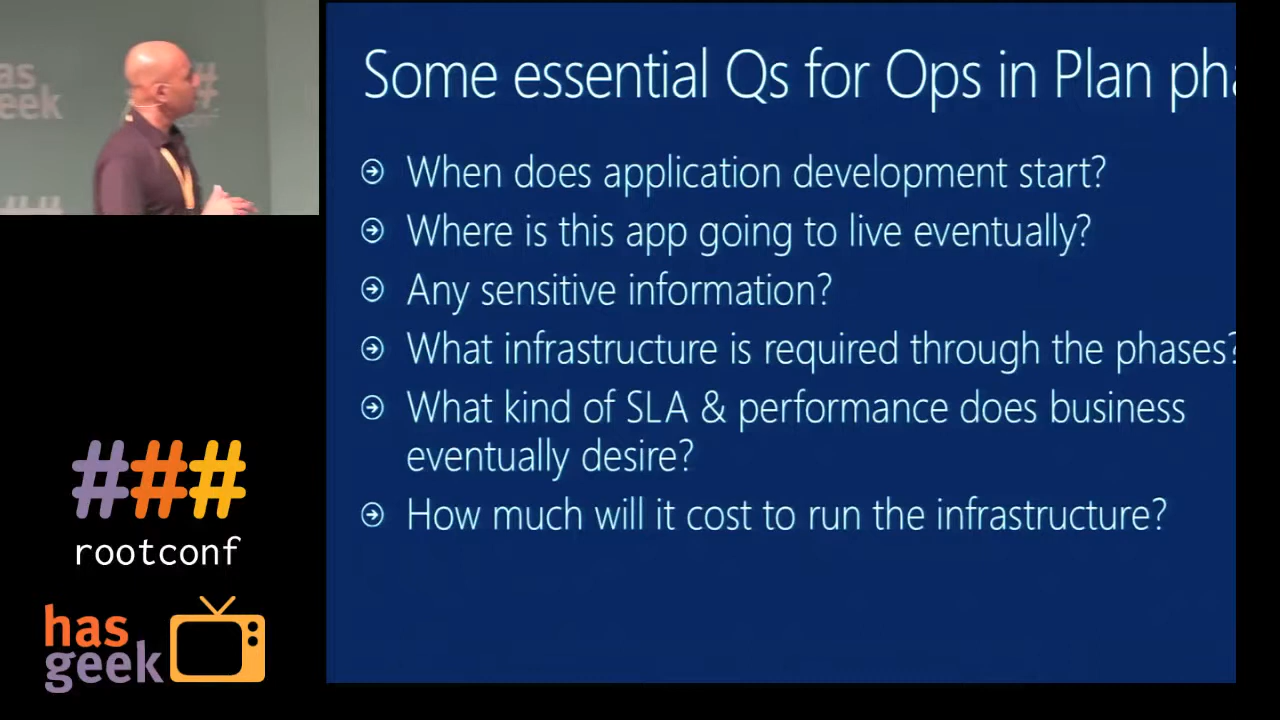 has
geek
##
Some essential Qs for Ops in Plan pha
When does application development start?
Where is this app going to live eventually?
Any sensitive information?
What infrastructure is required through the phases?
What kind of SLA & performance does business
eventually desire?
How much will it cost to run the infrastructure?
###
rootconf
has
geek